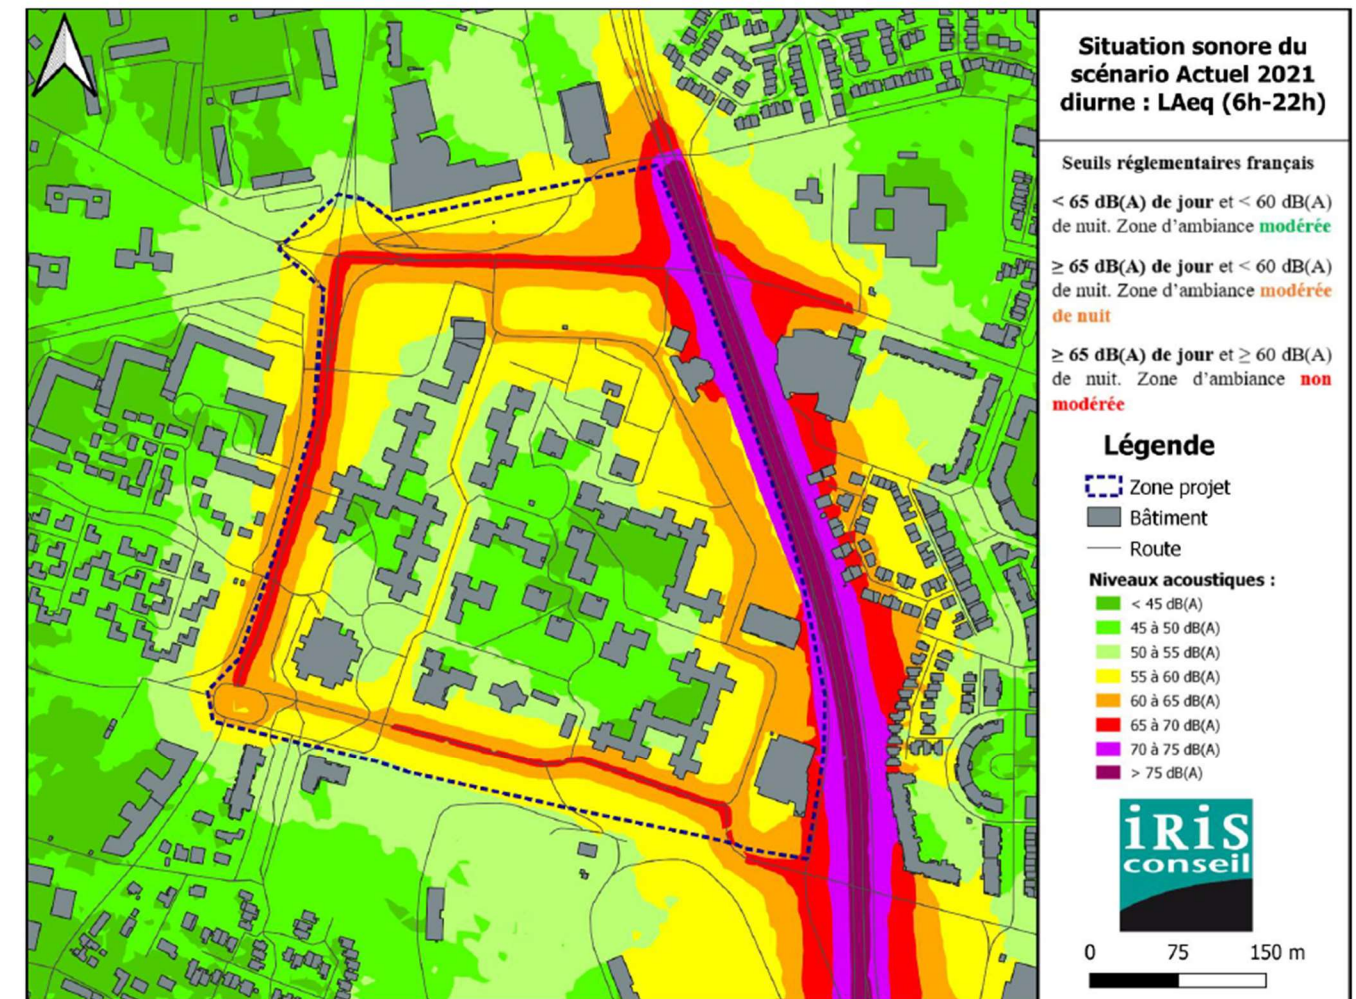 Situation sonore du
scénario Actuel 2021
diurne : LAeq (6h-22h)
Seuils réglementaires français
< 65 dB(A) de jour et < 60 dB(A)
de nuit. Zone d’ambiance modérée
≥ 65 dB(A) de jour et < 60 dB(A)
de nuit. Zone d’ambiance modérée
de nuit
≥ 65 dB(A) de jour et ≥ 60 dB(A)
de nuit. Zone d’ambiance non
modérée
Légende
Zone projet
Bâtiment
Route
Niveaux acoustiques :
< 45 dB(A)
45 à 50 dB(A)
50 à 55 dB(A)
55 à 60 dB(A)
60 à 65 dB(A)
65 à 70 dB(A)
70 à 75 dB(A)
> 75 dB(A)
iRiS
conseil
0 75 150 m